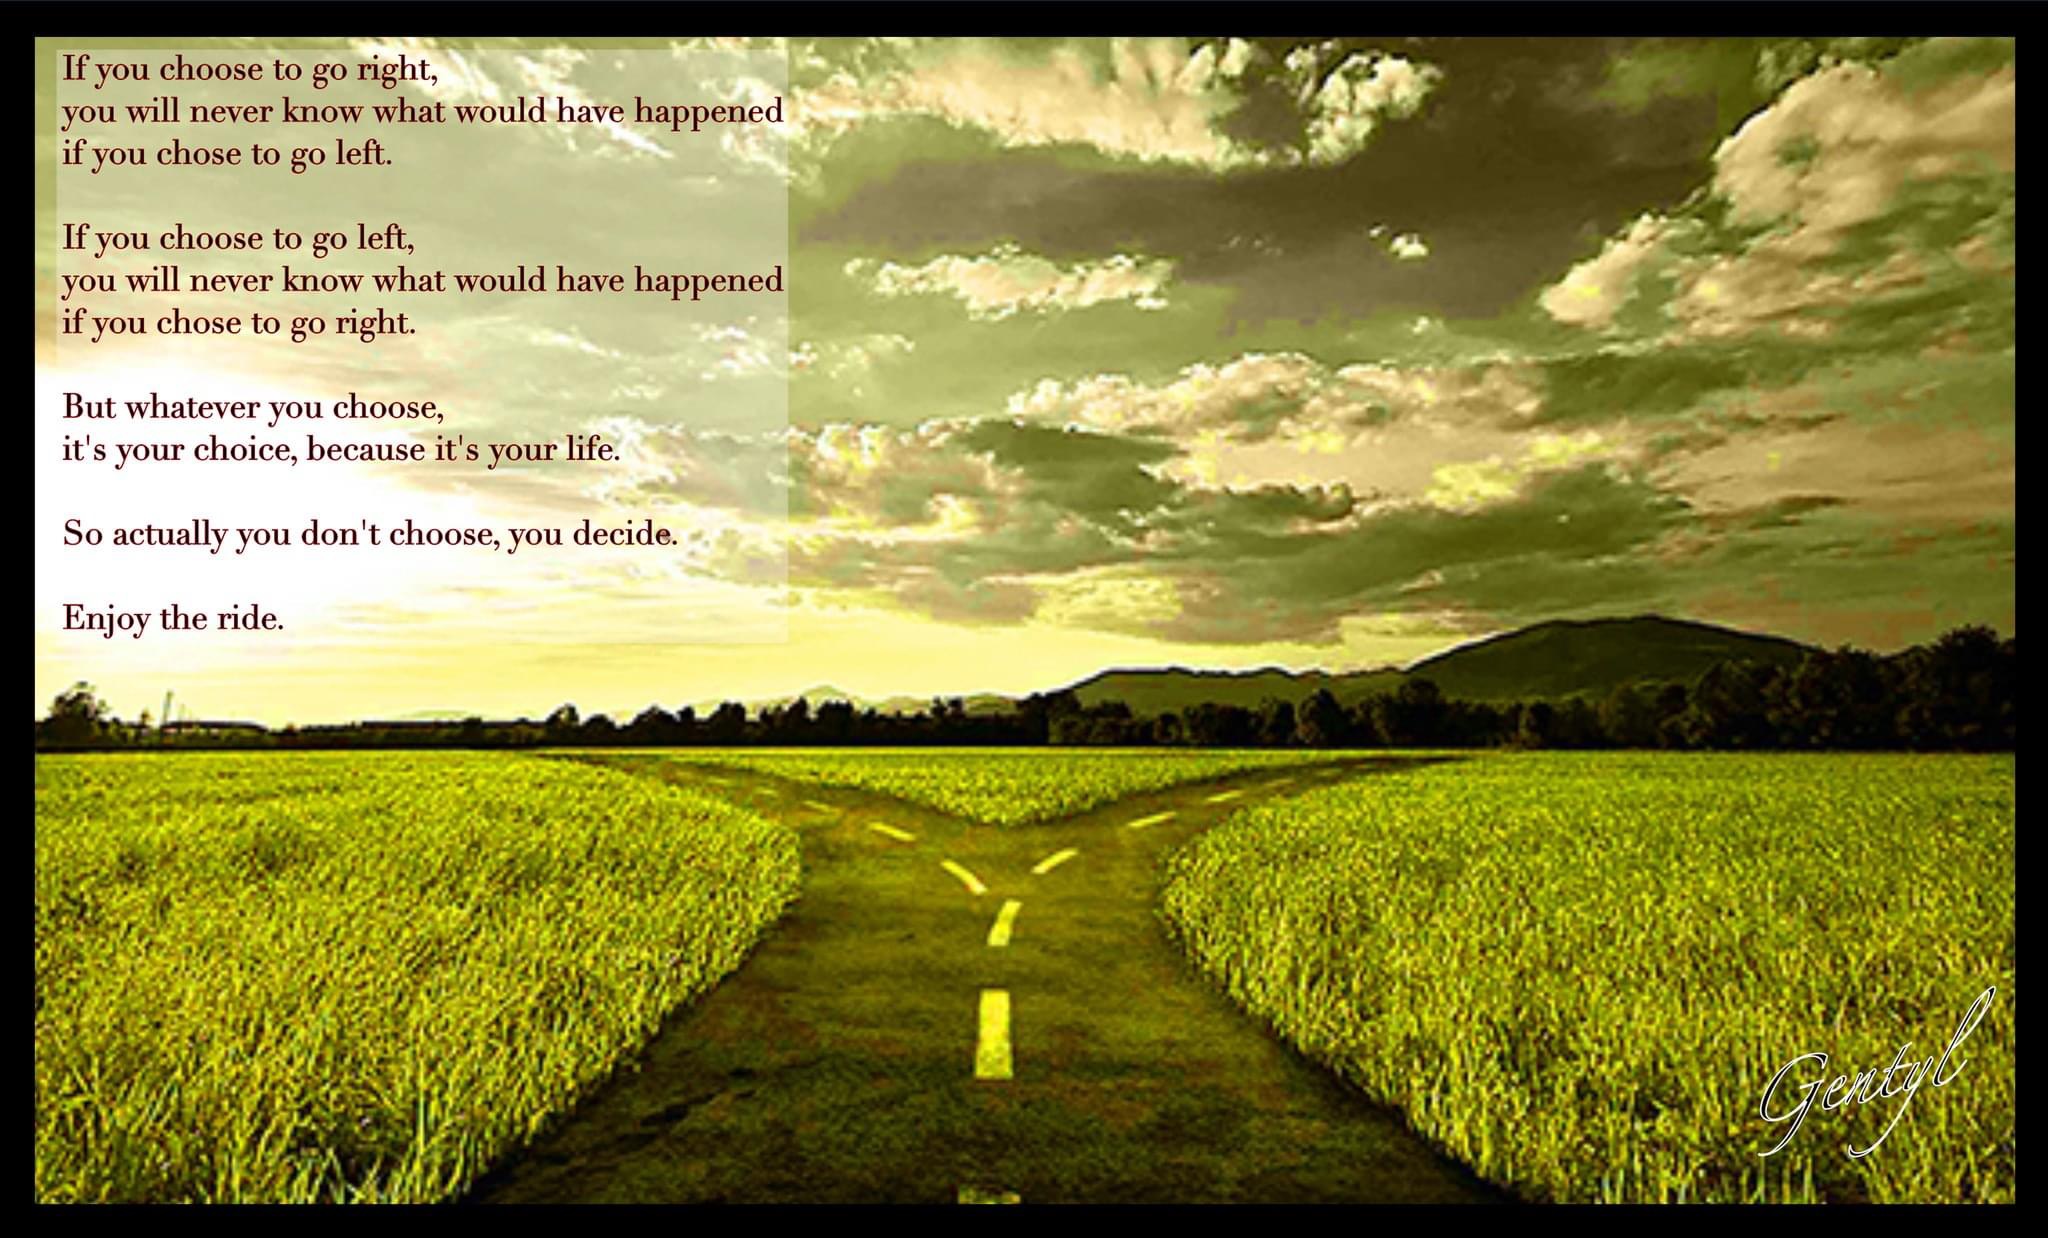 If you choose to go right,
you will never know what would have happened
if you chose to go left.
If you choose to go left,
you will never know what would have happened
if you chose to go right.
But whatever you choose,
it's your choice, because it's your life.
So actually you don't choose, you decide.
Enjoy the ride.
Gentyl